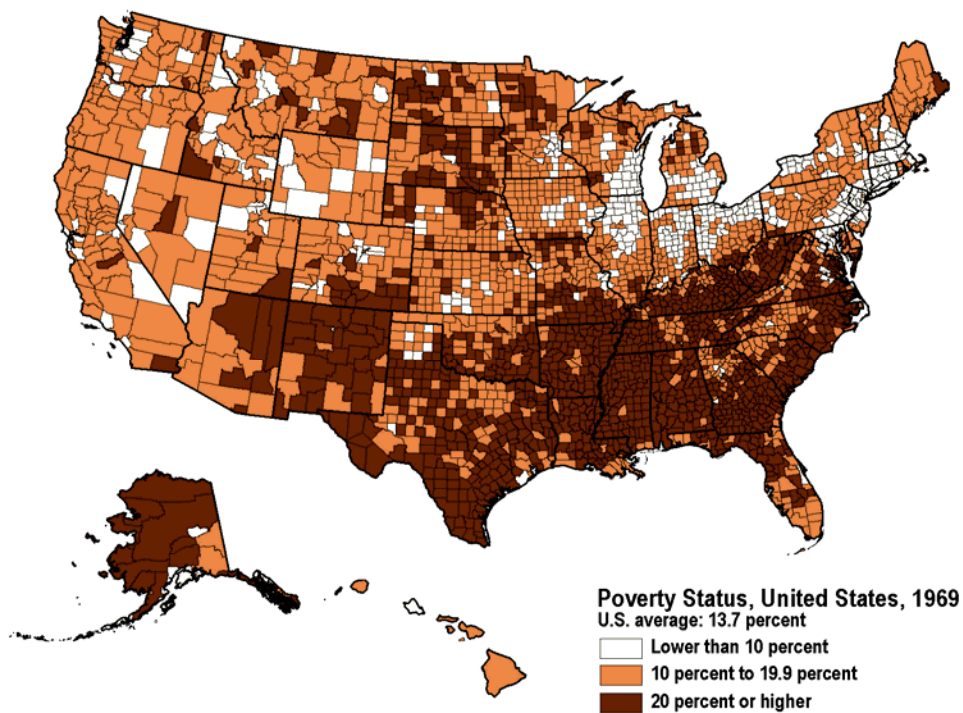 Poverty Status, United States, 1969
U.S. average: 13.7 percent
Lower than 10 percent
10 percent to 19.9 percent
20 percent or higher